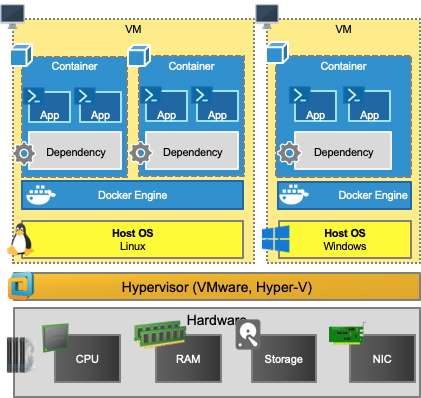 VM
VM
Container
Container
Container
App
App
App
App
App
App
Dependency
Dependency
Dependency
Docker Engine
Docker Engine
Host OS
Linux
Host OS
Windows
Hypervisor (VMware, Hyper-V)
Hardware
CPU
RAM
Storage
NIC